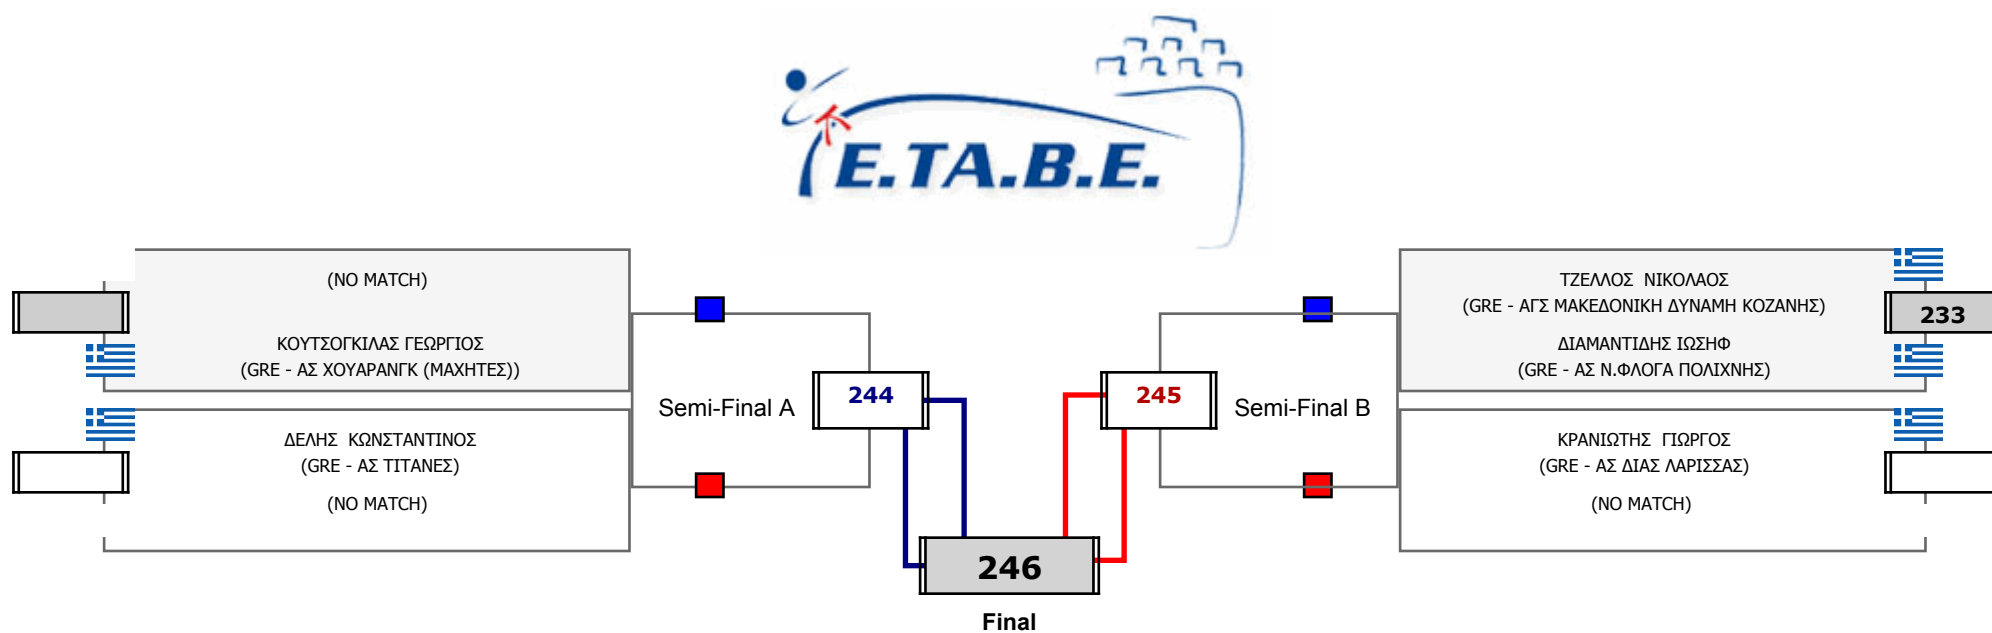 E.TA.B.E.
(NO MATCH)
ΚΟΥΤΣΟΓΚΙΛΑΣ ΓΕΩΡΓΙΟΣ
(GRE - ΑΣ ΧΟΥΑΡΑΝΓΚ (ΜΑΧΗΤΕΣ))
ΔΕΛΗΣ ΚΩΝΣΤΑΝΤΙΝΟΣ
(GRE - ΑΣ ΤΙΤΑΝΕΣ)
(NO MATCH)
Semi-Final A
244
246
Final
245
Semi-Final B
ΤΖΕΛΛΟΣ ΝΙΚΟΛΑΟΣ
(GRE - ΑΓΣ ΜΑΚΕΔΟΝΙΚΗ ΔΥΝΑΜΗ ΚΟΖΑΝΗΣ)
233
ΔΙΑΜΑΝΤΙΔΗΣ ΙΩΣΗΦ
(GRE - ΑΣ Ν.ΦΛΟΓΑ ΠΟΛΙΧΝΗΣ)
ΚΡΑΝΙΩΤΗΣ ΓΙΩΡΓΟΣ
(GRE - ΑΣ ΔΙΑΣ ΛΑΡΙΣΣΑΣ)
(NO MATCH)